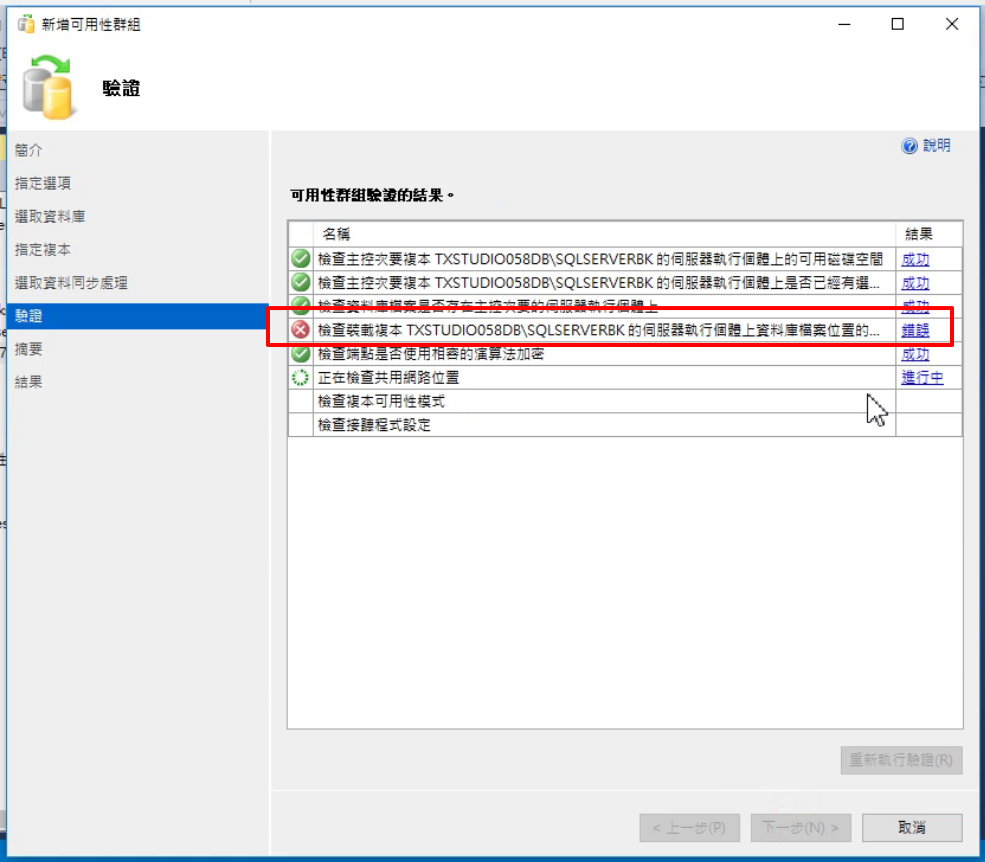 新增可用性群組
驗證
簡介
指定選項
選取資料庫
指定複本
選取資料同步處理
驗證
摘要
結果
說明
可用性群組驗證的結果。
名稱 結果
檢查主控次要複本 TXSTUDIO058DB\SQLSERVERBK 的伺服器執行個體上的可用磁碟空間 成功
檢查主控次要複本 TXSTUDIO058DB\SQLSERVERBK 的伺服器執行個體上是否已經有選... 成功
檢查資料庫檔案是否存在主控次要的伺服器執行個體上 成功
檢查裝載複本 TXSTUDIO058DB\SQLSERVERBK 的伺服器執行個體上資料庫檔案位置的... 錯誤
檢查端點是否使用相容的演算法加密 成功
正在檢查共用網路位置 進行中
檢查複本可用性模式
檢查接聽程式設定
重新執行驗證(R)
< 上一步(P) 下一步(N) > 取消